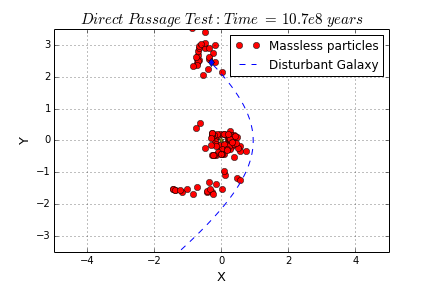 Direct Passage Test: Time = 10.7e8 years
Massless particles
Disturbant Galaxy
3
2
1
0
−1
−2
−3
Y
−4
−2
0
2
4
X